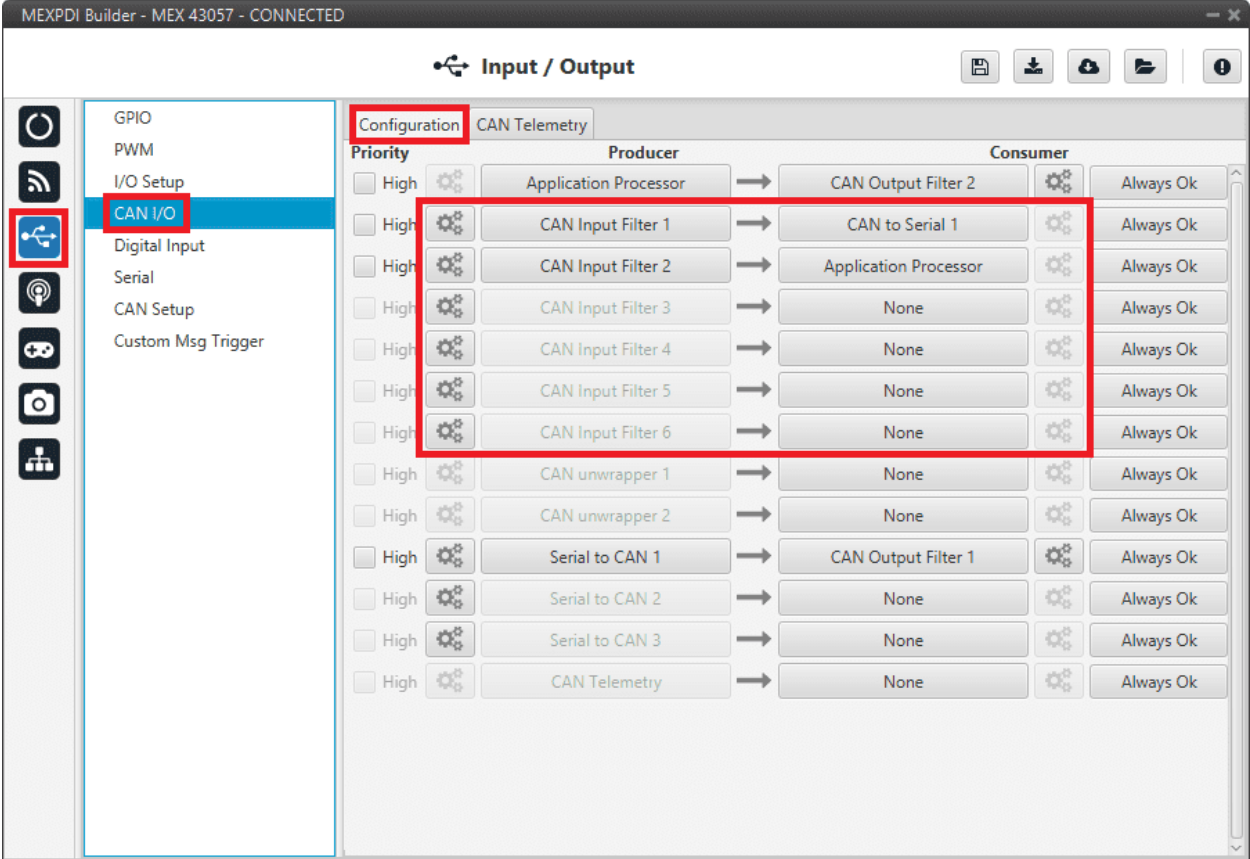 MEXPDI Builder - MEX 43057 - CONNECTED
Input / Output
GPIO
PWM
I/O Setup
CAN I/O
Digital Input
Serial
CAN Setup
Custom Msg Trigger
Configuration CAN Telemetry
Priority Producer Consumer
High Application Processor CAN Output Filter 2 Always Ok
High CAN Input Filter 1 CAN to Serial 1 Always Ok
High CAN Input Filter 2 Application Processor Always Ok
High CAN Input Filter 3 None Always Ok
High CAN Input Filter 4 None Always Ok
High CAN Input Filter 5 None Always Ok
High CAN Input Filter 6 None Always Ok
High CAN unwrapper 1 None Always Ok
High CAN unwrapper 2 None Always Ok
High Serial to CAN 1 CAN Output Filter 1 Always Ok
High Serial to CAN 2 None Always Ok
High Serial to CAN 3 None Always Ok
High CAN Telemetry None Always Ok